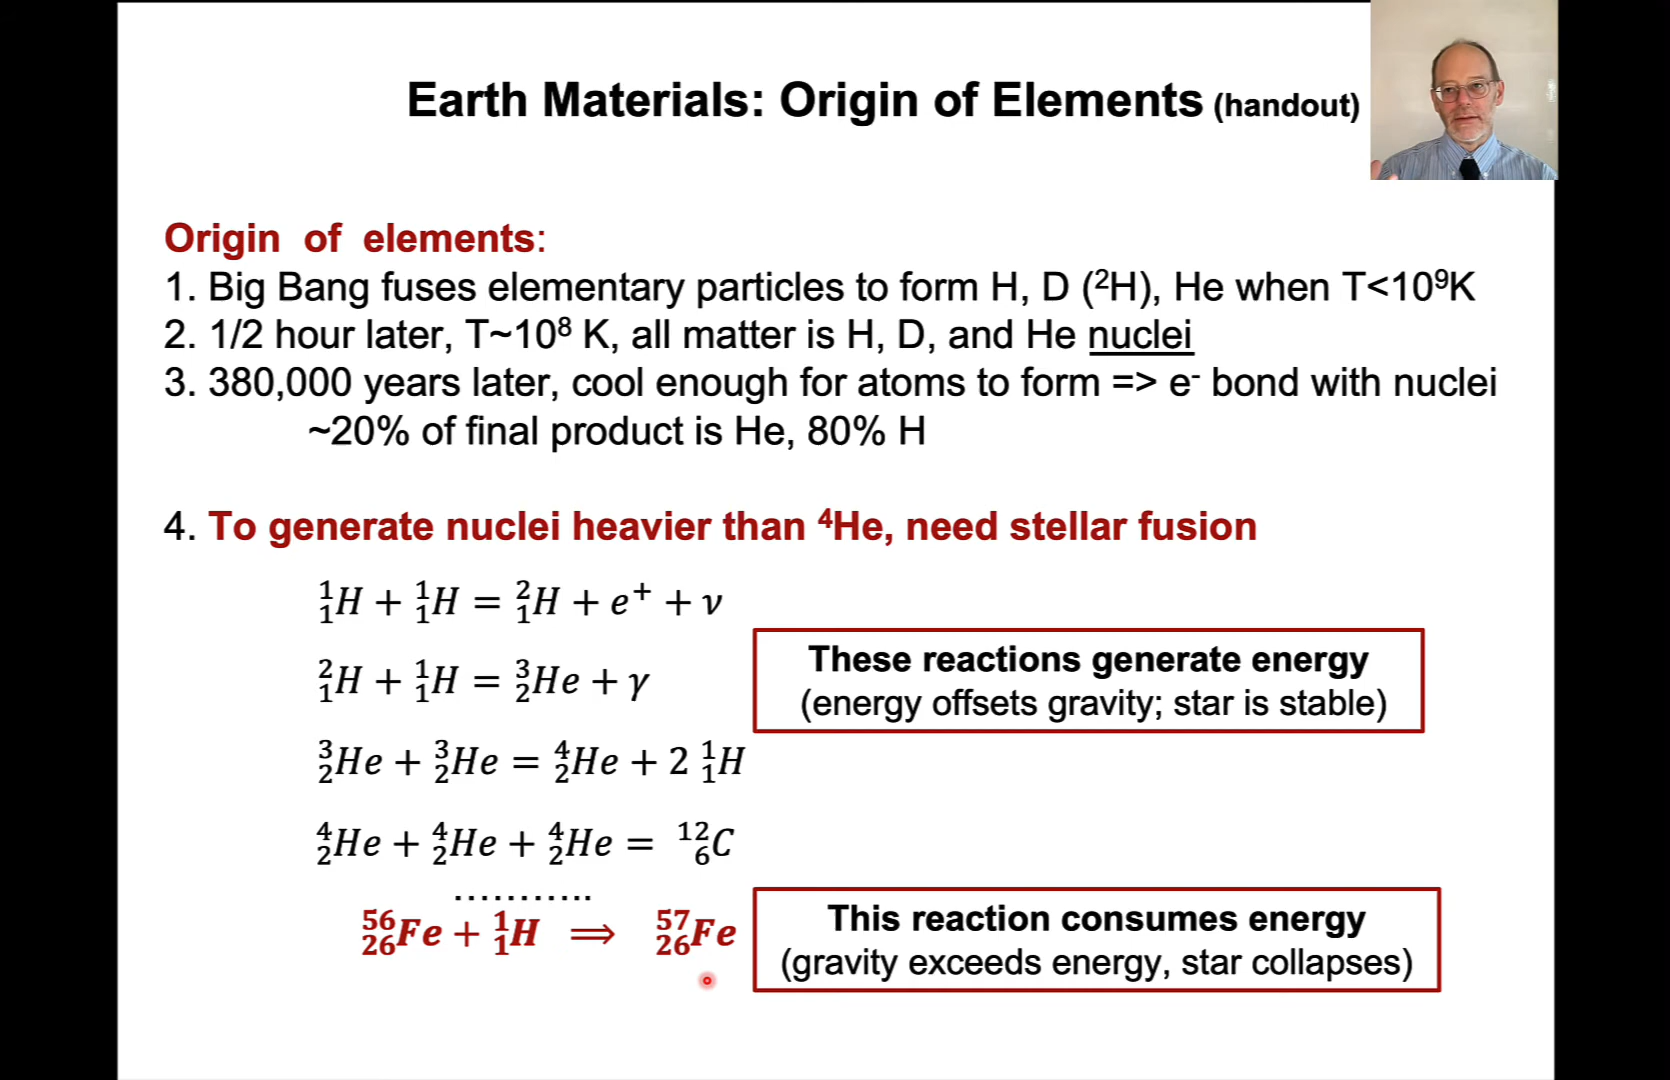 Earth Materials: Origin of Elements (handout)
Origin of elements:
1. Big Bang fuses elementary particles to form H, D (²H), He when T<10⁹K
2. 1/2 hour later, T~10⁸ K, all matter is H, D, and He nuclei
3. 380,000 years later, cool enough for atoms to form => e⁻ bond with nuclei
~20% of final product is He, 80% H
4. To generate nuclei heavier than ⁴He, need stellar fusion
¹₁H + ¹₁H = ²₁H + e⁺ + ν
²₁H + ¹₁H = ³₂He + γ
These reactions generate energy
(energy offsets gravity; star is stable)
³₂He + ³₂He = ⁴₂He + 2 ¹₁H
⁴₂He + ⁴₂He + ⁴₂He = ¹²₆C
...........
⁵⁶₂₆Fe + ¹₁H ⟹ ⁵⁷₂₆Fe
This reaction consumes energy
(gravity exceeds energy, star collapses)